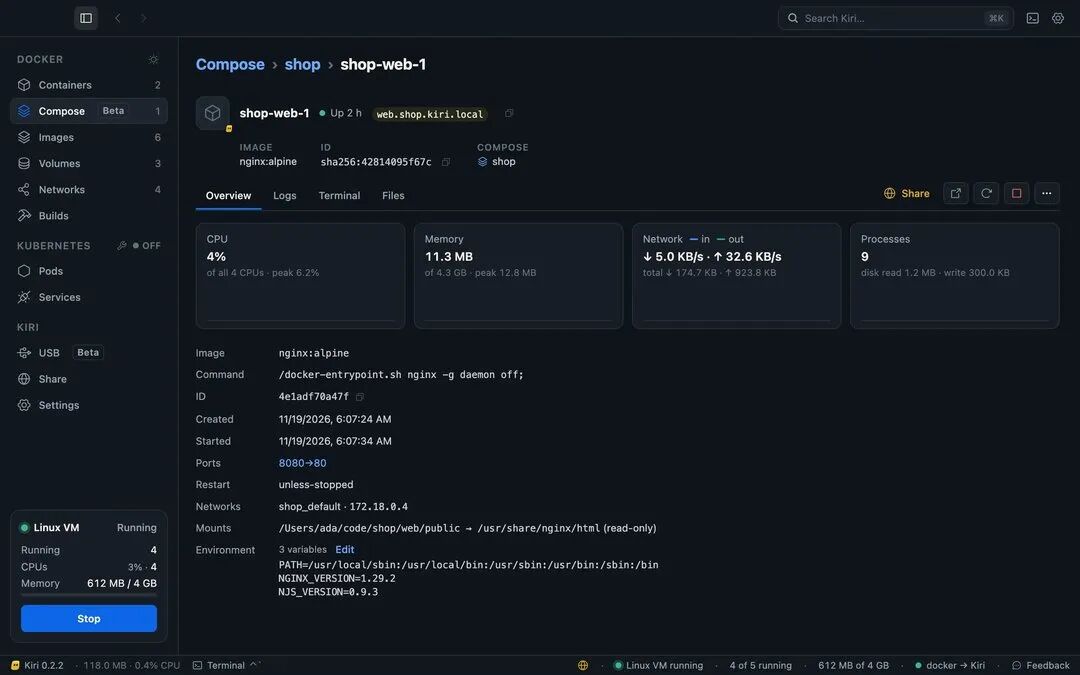 Search Kiri...
⌘K
DOCKER
Containers 2
Compose Beta 1
Images 6
Volumes 3
Networks 4
Builds
KUBERNETES OFF
Pods
Services
KIRI
USB Beta
Share
Settings
Linux VM Running
Running 4
CPUs 3% · 4
Memory 612 MB / 4 GB
Stop
Compose › shop › shop-web-1
shop-web-1 Up 2 h web.shop.kiri.local
IMAGE ID COMPOSE
nginx:alpine sha256:42814095f67c shop
Overview Logs Terminal Files Share
CPU
4%
of all 4 CPUs · peak 6.2%
Memory
11.3 MB
of 4.3 GB · peak 12.8 MB
Network in out
↓ 5.0 KB/s · ↑ 32.6 KB/s
total ↓ 174.7 KB · ↑ 923.8 KB
Processes
9
disk read 1.2 MB · write 300.0 KB
Image nginx:alpine
Command /docker-entrypoint.sh nginx -g daemon off;
ID 4e1adf70a47f
Created 11/19/2026, 6:07:24 AM
Started 11/19/2026, 6:07:34 AM
Ports 8080→80
Restart unless-stopped
Networks shop_default · 172.18.0.4
Mounts /Users/ada/code/shop/web/public → /usr/share/nginx/html (read-only)
Environment 3 variables Edit
PATH=/usr/local/sbin:/usr/local/bin:/usr/sbin:/usr/bin:/sbin:/bin
NGINX_VERSION=1.29.2
NJS_VERSION=0.9.3
Kiri 0.2.2 · 118.0 MB · 0.4% CPU Terminal ^` · Linux VM running · 4 of 5 running · 612 MB of 4 GB · docker → Kiri · Feedback